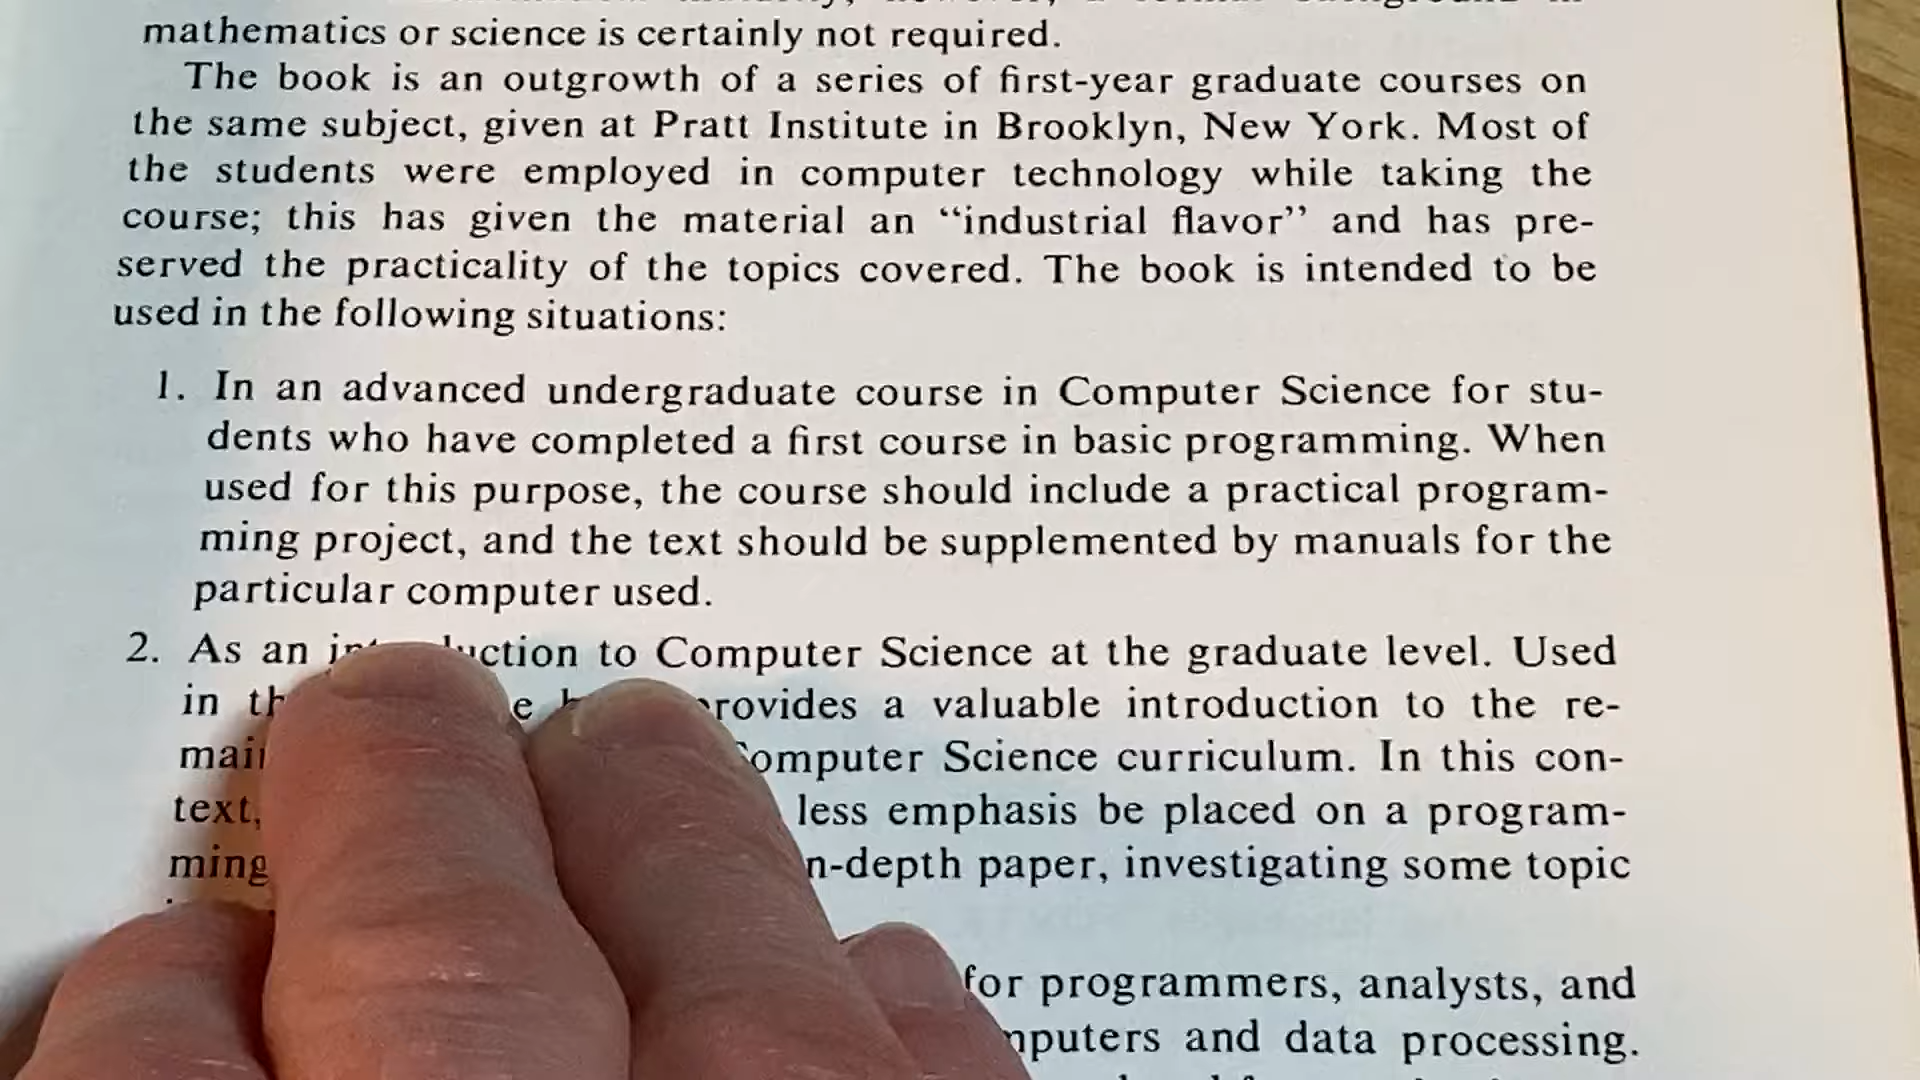 mathematics or science is certainly not required.
The book is an outgrowth of a series of first-year graduate courses on
the same subject, given at Pratt Institute in Brooklyn, New York. Most of
the students were employed in computer technology while taking the
course; this has given the material an “industrial flavor” and has pre-
served the practicality of the topics covered. The book is intended to be
used in the following situations:
1. In an advanced undergraduate course in Computer Science for stu-
dents who have completed a first course in basic programming. When
used for this purpose, the course should include a practical program-
ming project, and the text should be supplemented by manuals for the
particular computer used.
2. As an to Computer Science at the graduate level. Used
in a valuable introduction to the re-
Science curriculum. In this con-
text, less emphasis be placed on a program-
ming paper, investigating some topic
for programmers, analysts, and
and data processing.